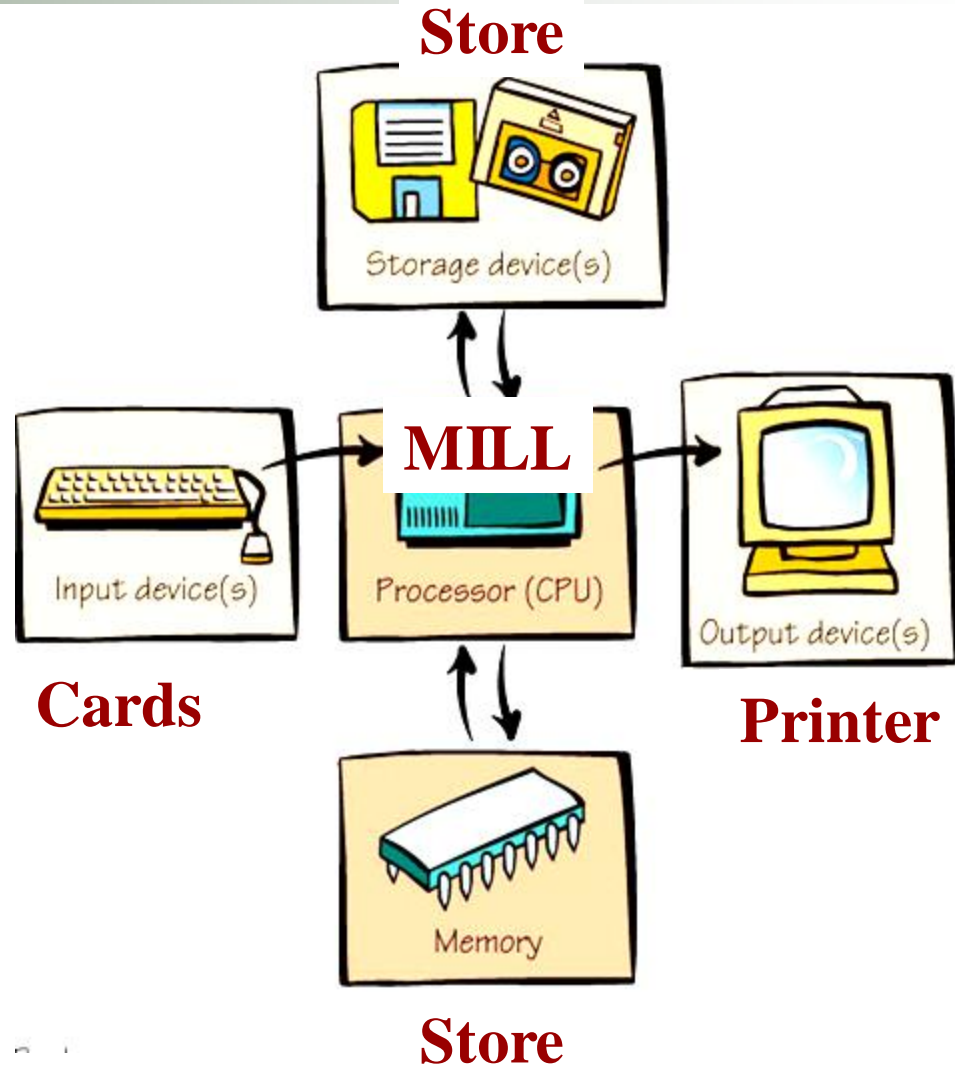 Store
Storage device(s)
MILL
Input device(s)
Processor (CPU)
Output device(s)
Cards
Printer
Memory
Store